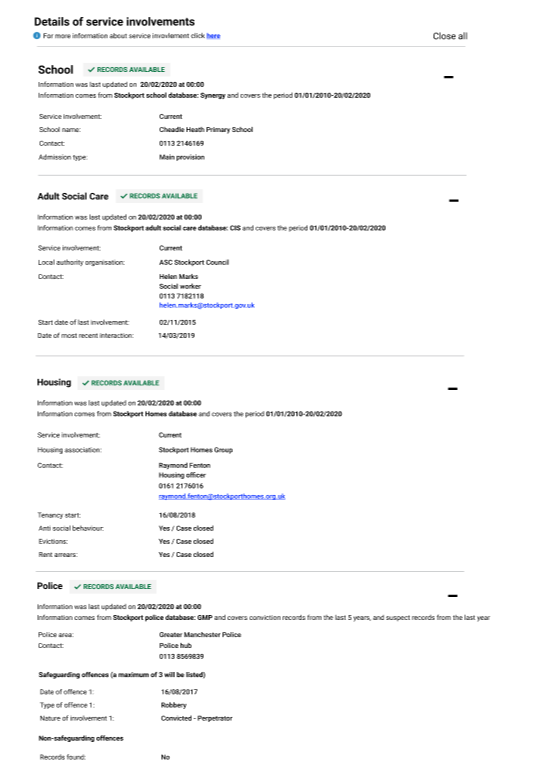 Details of service involvements
For more information about service involvement click here
Close all
School ✓ RECORDS AVAILABLE
Information was last updated on 20/02/2020 at 00:00
Information comes from Stockport school database: Synergy and covers the period 01/01/2010-20/02/2020
Service involvement: Current
School name: Cheadle Heath Primary School
Contact: 0113 2146169
Admission type: Main provision
Adult Social Care ✓ RECORDS AVAILABLE
Information was last updated on 20/02/2020 at 00:00
Information comes from Stockport adult social care database: CIS and covers the period 01/01/2010-20/02/2020
Service involvement: Current
Local authority organisation: ASC Stockport Council
Contact: Helen Marks
Social worker
0113 7182118
helen.marks@stockport.gov.uk
Start date of last involvement: 02/11/2015
Date of most recent interaction: 14/03/2019
Housing ✓ RECORDS AVAILABLE
Information was last updated on 20/02/2020 at 00:00
Information comes from Stockport Homes database and covers the period 01/01/2010-20/02/2020
Service involvement: Current
Housing association: Stockport Homes Group
Contact: Raymond Fenton
Housing officer
0161 2176016
raymond.fenton@stockporthomes.org.uk
Tenancy start: 16/08/2018
Anti social behaviour: Yes / Case closed
Evictions: Yes / Case closed
Rent arrears: Yes / Case closed
Police ✓ RECORDS AVAILABLE
Information was last updated on 20/02/2020 at 00:00
Information comes from Stockport police database: GMP and covers conviction records from the last 5 years, and suspect records from the last year
Police area: Greater Manchester Police
Contact: Police hub
0113 8569839
Safeguarding offences (a maximum of 3 will be listed)
Date of offence 1: 16/08/2017
Type of offence 1: Robbery
Nature of involvement 1: Convicted - Perpetrator
Non-safeguarding offences
Records found: No